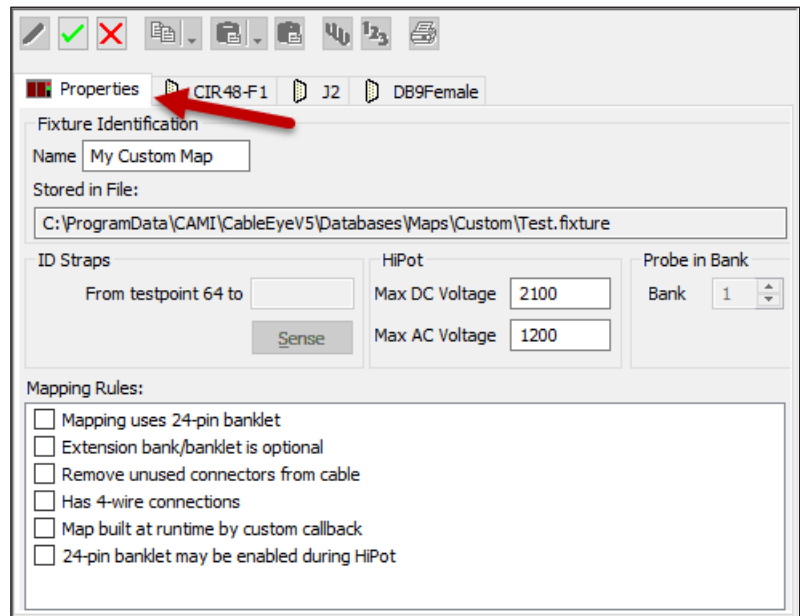 Properties CIR48-F1 J2 DB9Female
Fixture Identification
Name My Custom Map
Stored in File:
C:\ProgramData\CAMI\CableEyeV5\Databases\Maps\Custom\Test.fixture
ID Straps HiPot Probe in Bank
From testpoint 64 to Max DC Voltage 2100 Bank 1
Sense Max AC Voltage 1200
Mapping Rules:
Mapping uses 24-pin banklet
Extension bank/banklet is optional
Remove unused connectors from cable
Has 4-wire connections
Map built at runtime by custom callback
24-pin banklet may be enabled during HiPot